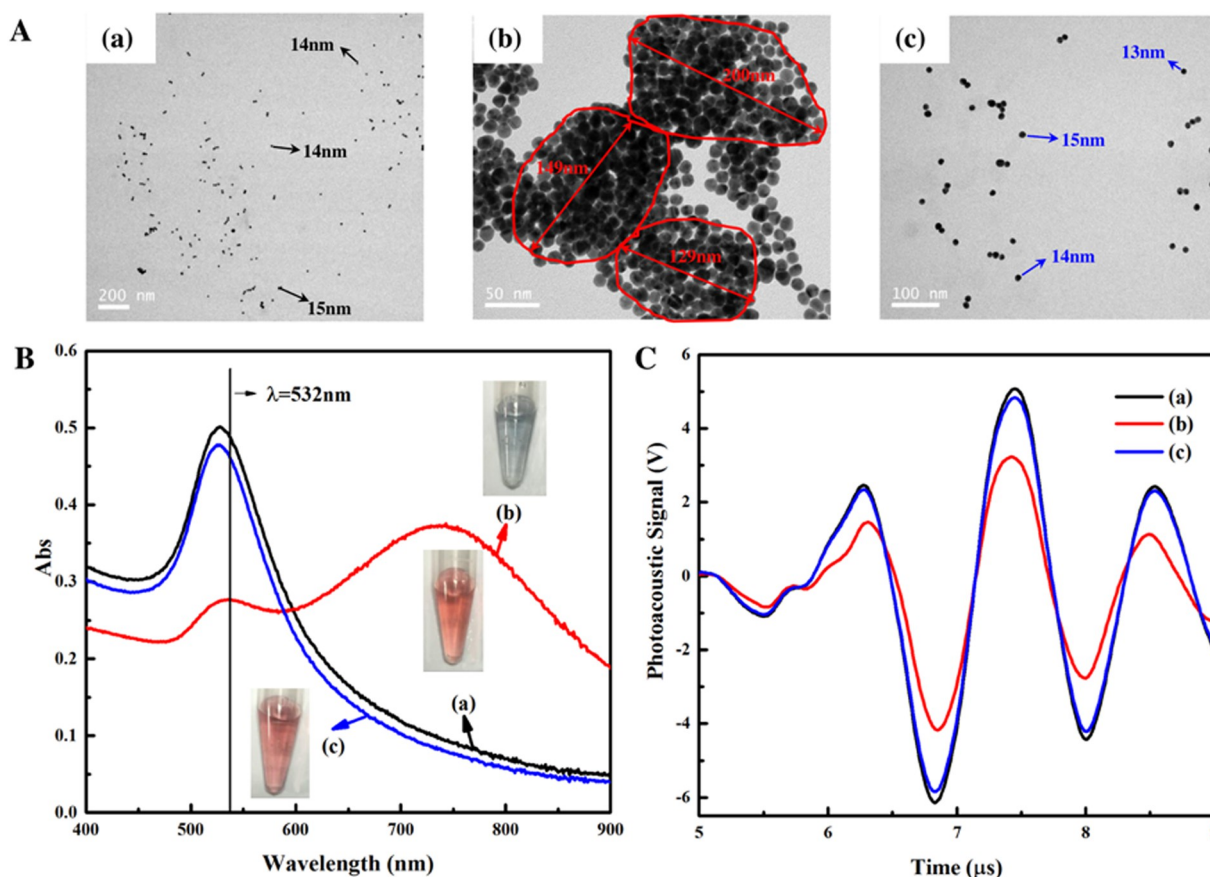 A
(a)
14nm
14nm
15nm
200 nm
(b)
200nm
149nm
129nm
50 nm
(c)
13nm
15nm
14nm
100 nm
B
0.6
0.5
0.4
0.3
0.2
0.1
0.0
Abs
λ=532nm
(b)
(a)
(c)
400 500 600 700 800 900
Wavelength (nm)
C
6
4
2
0
-2
-4
-6
Photoacoustic Signal (V)
(a)
(b)
(c)
5 6 7 8
Time (μs)